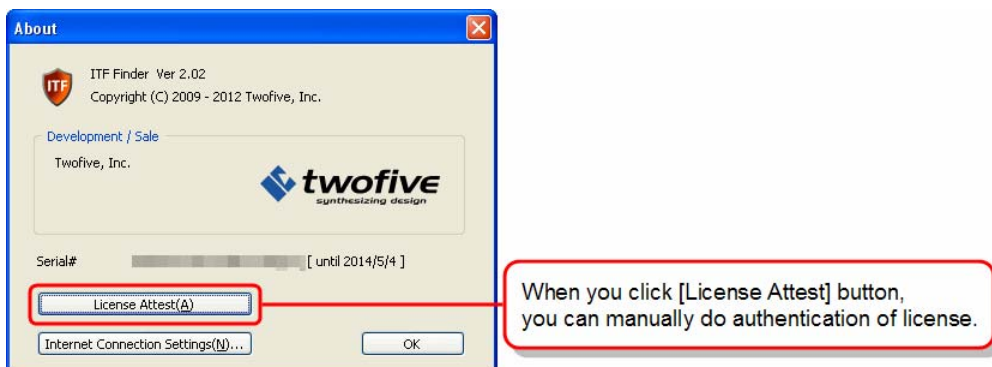 About
ITF
ITF Finder Ver 2.02
Copyright (C) 2009 - 2012 Twofive, Inc.
Development / Sale
Twofive, Inc.
twofive
synthesizing design
Serial# [ until 2014/5/4 ]
License Attest(A)
When you click [License Attest] button,
you can manually do authentication of license.
Internet Connection Settings(N)... OK